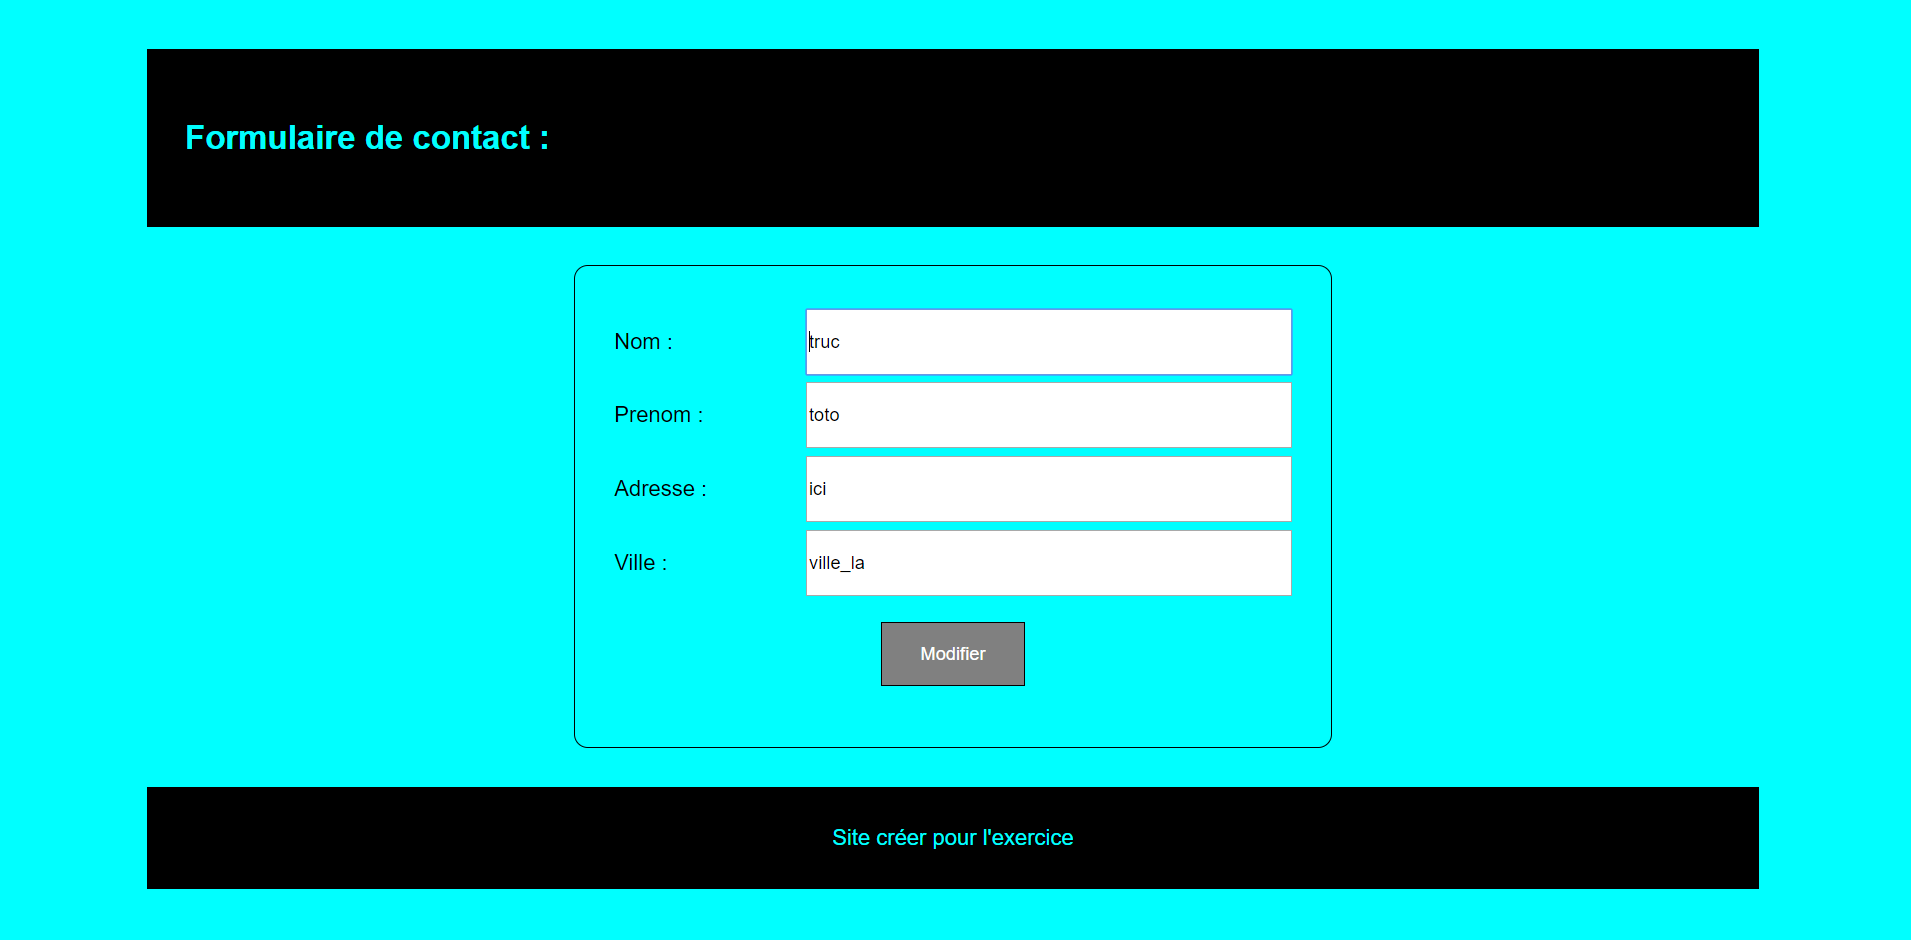 Formulaire de contact :
Nom : truc
Prenom : toto
Adresse : ici
Ville : ville_la
Modifier
Site créer pour l'exercice